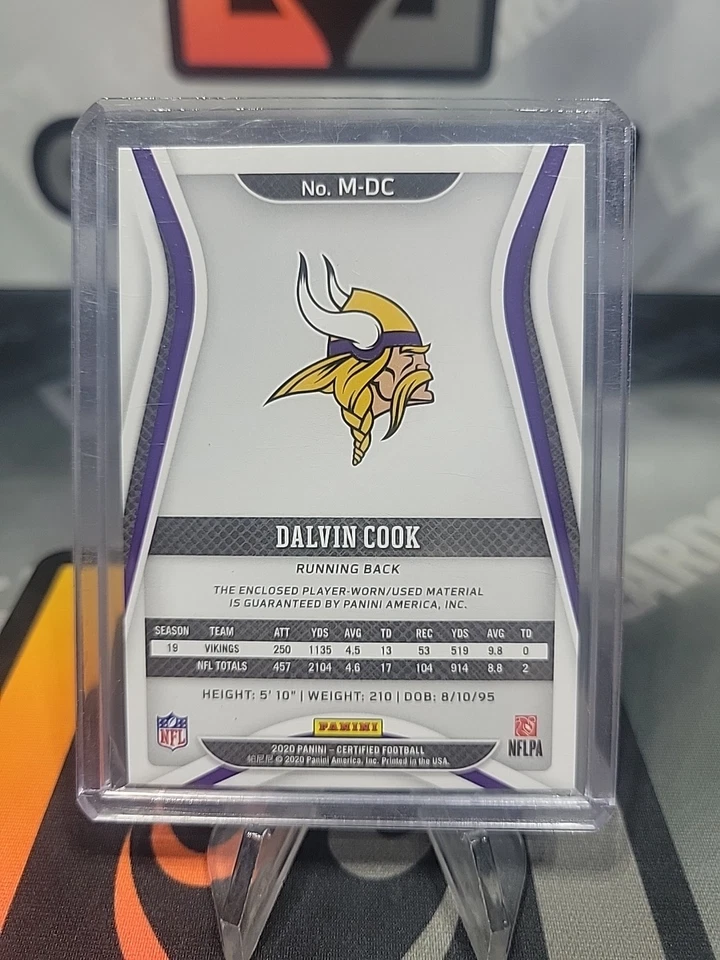 No. M-DC
DALVIN COOK
RUNNING BACK
THE ENCLOSED PLAYER-WORN/USED MATERIAL
IS GUARANTEED BY PANINI AMERICA, INC.
SEASON TEAM ATT YDS AVG TD REC YDS AVG TD
19 VIKINGS 250 1135 4.5 13 53 519 9.8 0
NFL TOTALS 457 2104 4.6 17 104 914 8.8 2
HEIGHT: 5' 10" | WEIGHT: 210 | DOB: 8/10/95
NFL
PANINI
NFLPA
2020 PANINI – CERTIFIED FOOTBALL
© 2020 Panini America, Inc. Printed in the USA.